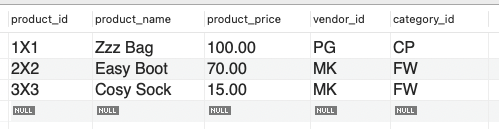 product_id product_name product_price vendor_id category_id
1X1 Zzz Bag 100.00 PG CP
2X2 Easy Boot 70.00 MK FW
3X3 Cosy Sock 15.00 MK FW
NULL NULL NULL NULL NULL